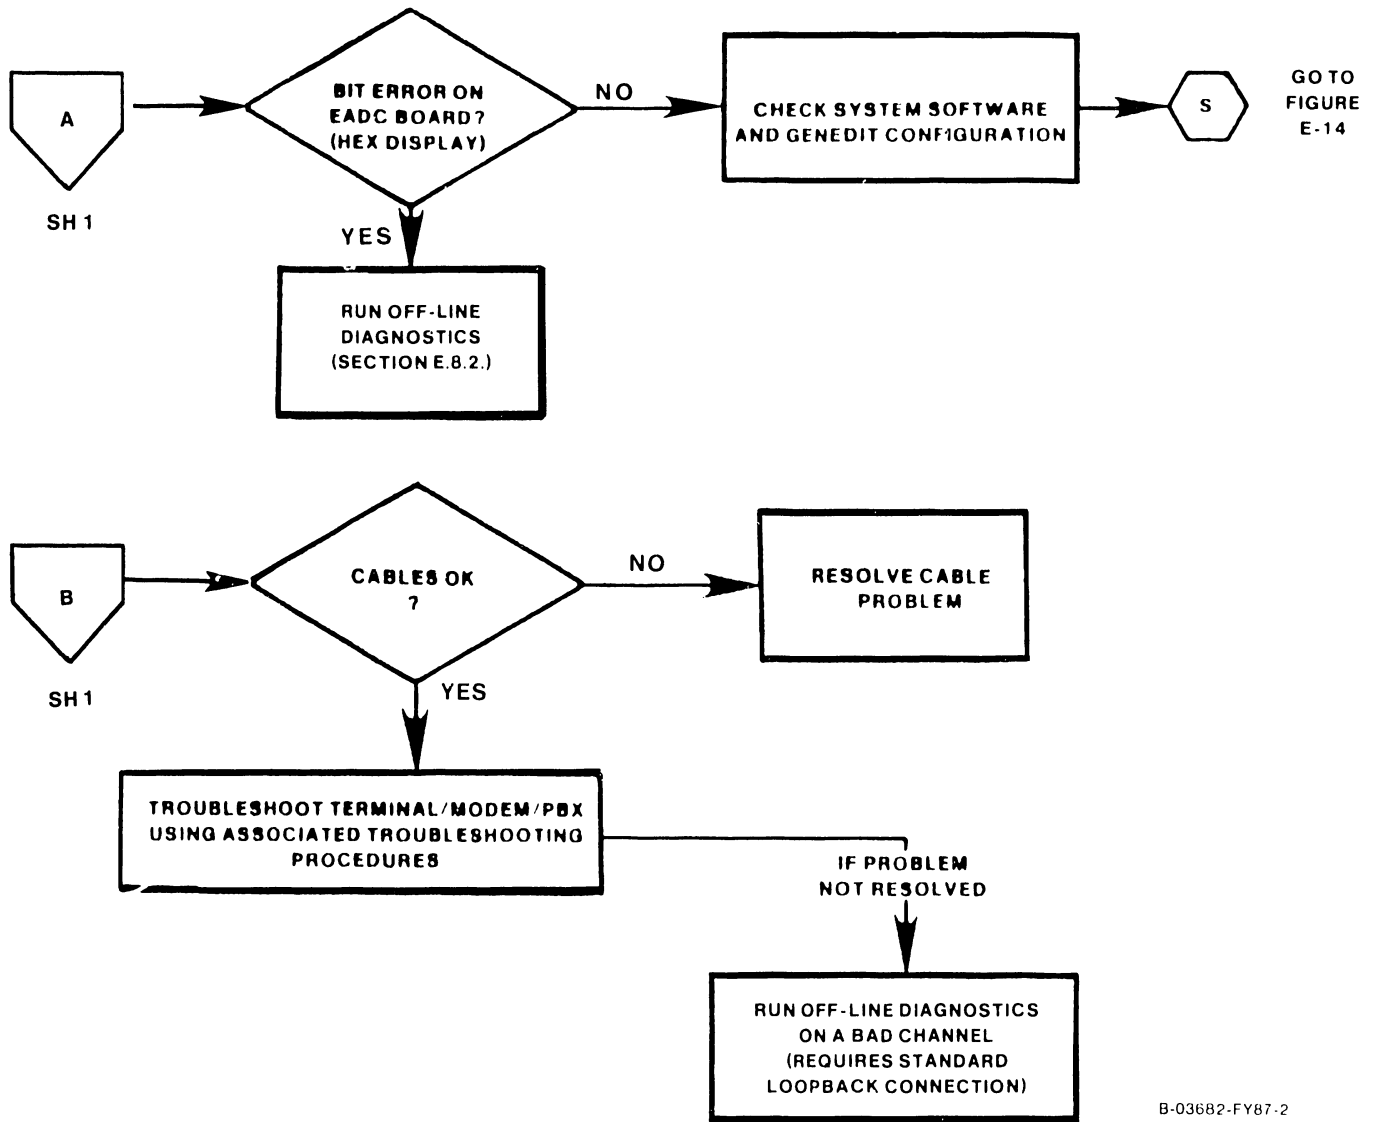 A
SH 1
BIT ERROR ON
EADC BOARD?
(HEX DISPLAY)
NO
CHECK SYSTEM SOFTWARE
AND GENEDIT CONFIGURATION
S
GO TO
FIGURE
E-14
YES
RUN OFF-LINE
DIAGNOSTICS
(SECTION E.8.2.)
B
SH 1
CABLES OK
?
NO
RESOLVE CABLE
PROBLEM
YES
TROUBLESHOOT TERMINAL/MODEM/PBX
USING ASSOCIATED TROUBLESHOOTING
PROCEDURES
IF PROBLEM
NOT RESOLVED
RUN OFF-LINE DIAGNOSTICS
ON A BAD CHANNEL
(REQUIRES STANDARD
LOOPBACK CONNECTION)
B-03682-FY87-2